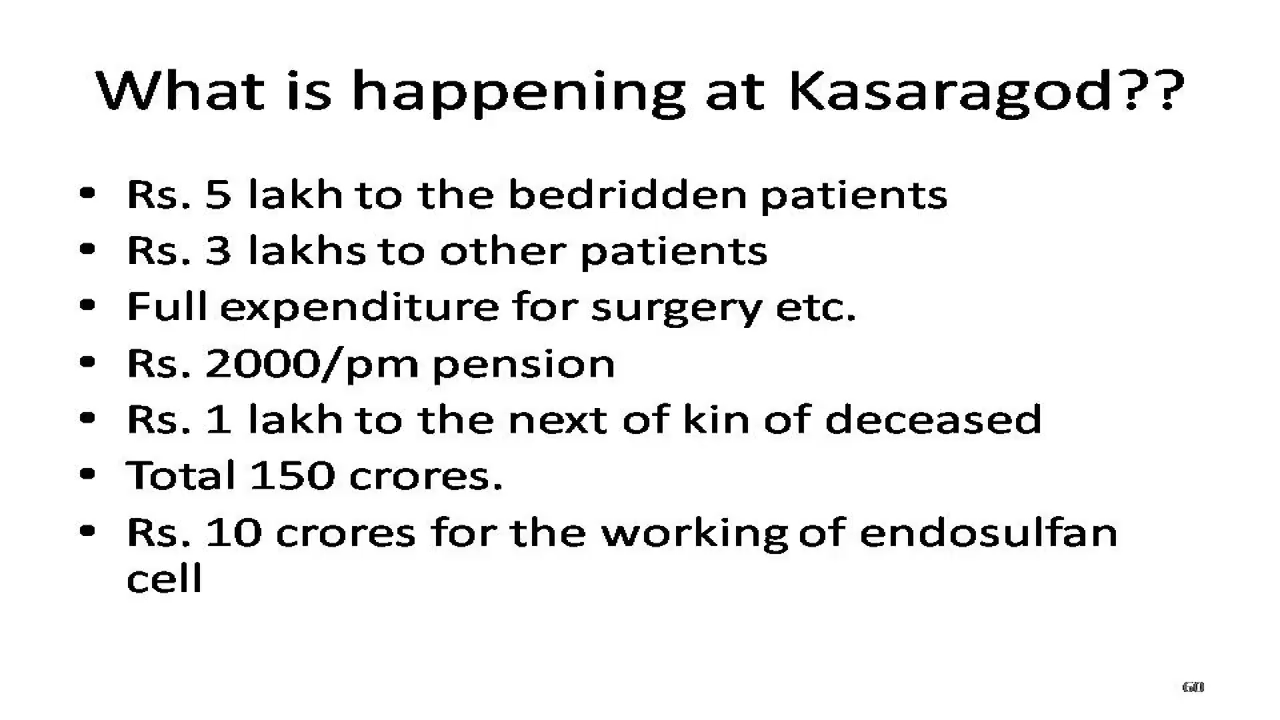 What is happening at Kasaragod??
• Rs. 5 lakh to the bedridden patients
• Rs. 3 lakhs to other patients
• Full expenditure for surgery etc.
• Rs. 2000/pm pension
• Rs. 1 lakh to the next of kin of deceased
• Total 150 crores.
• Rs. 10 crores for the working of endosulfan
cell